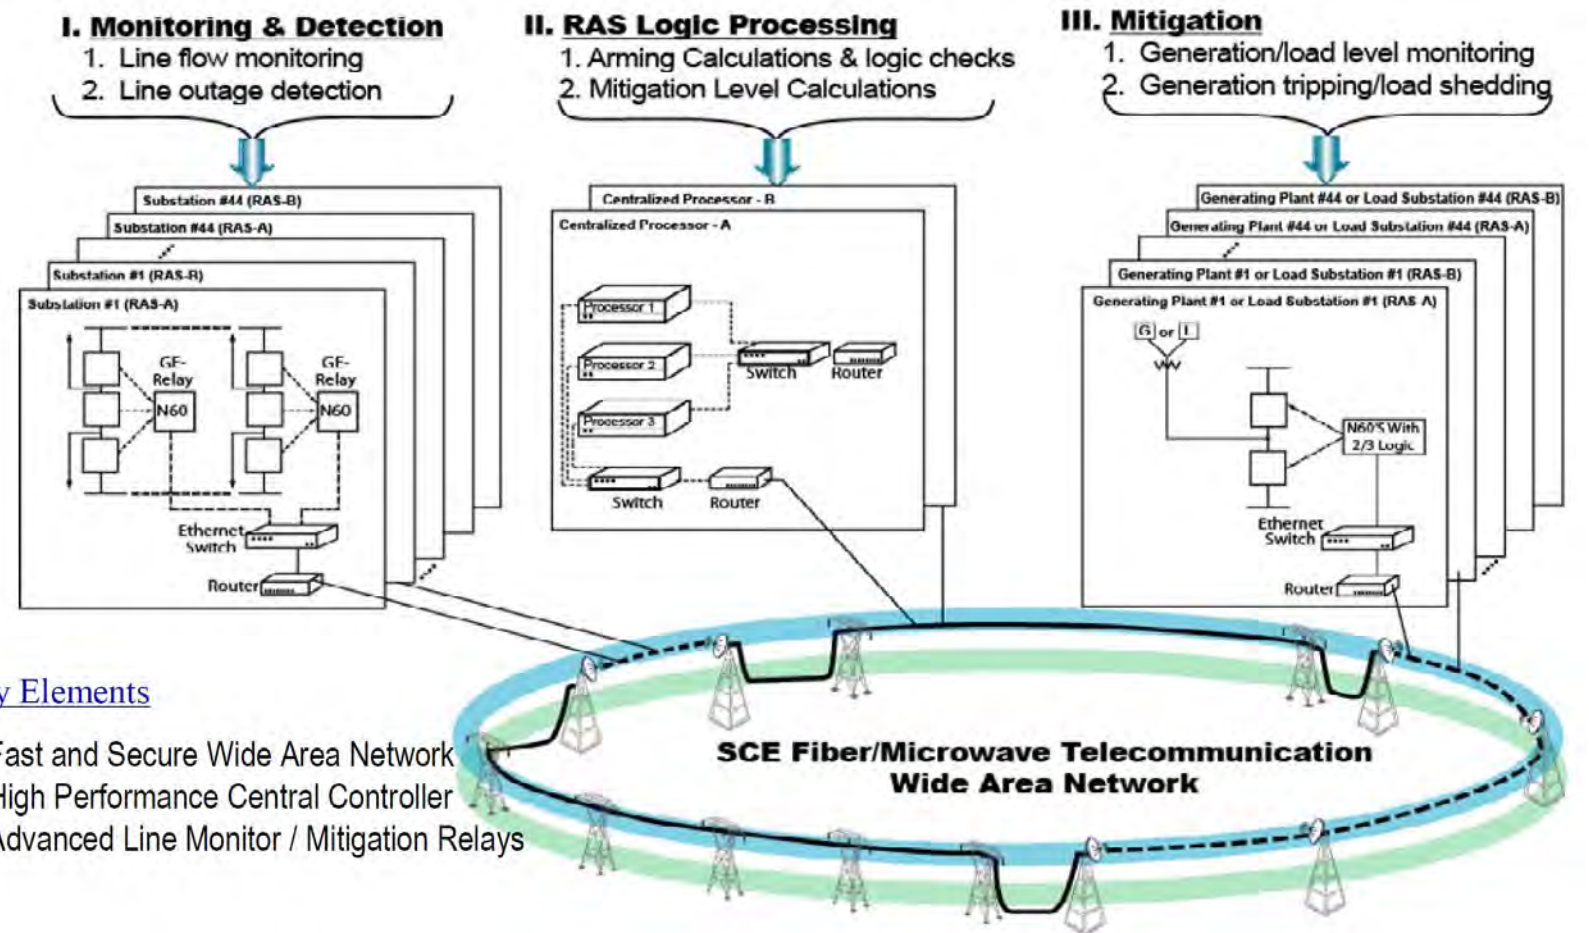 I. Monitoring & Detection
1. Line flow monitoring
2. Line outage detection
II. RAS Logic Processing
1. Arming Calculations & logic checks
2. Mitigation Level Calculations
III. Mitigation
1. Generation/load level monitoring
2. Generation tripping/load shedding
Substation #44 (RAS-B)
Substation #44 (RAS-A)
Substation #1 (RAS-B)
Substation #1 (RAS-A)
GE-
Relay
N60
GE-
Relay
N60
Ethernet
Switch
Router
Centralized Processor - B
Centralized Processor - A
Processor 1
Processor 2
Processor 3
Switch
Router
Switch
Router
Generating Plant #44 or Load Substation #44 (RAS-B)
Generating Plant #44 or Load Substation #44 (RAS-A)
Generating Plant #1 or Load Substation #1 (RAS-B)
Generating Plant #1 or Load Substation #1 (RAS-A)
G or L
N60'S With
2/3 Logic
Ethernet
Switch
Router
y Elements
Fast and Secure Wide Area Network
High Performance Central Controller
Advanced Line Monitor / Mitigation Relays
SCE Fiber/Microwave Telecommunication
Wide Area Network